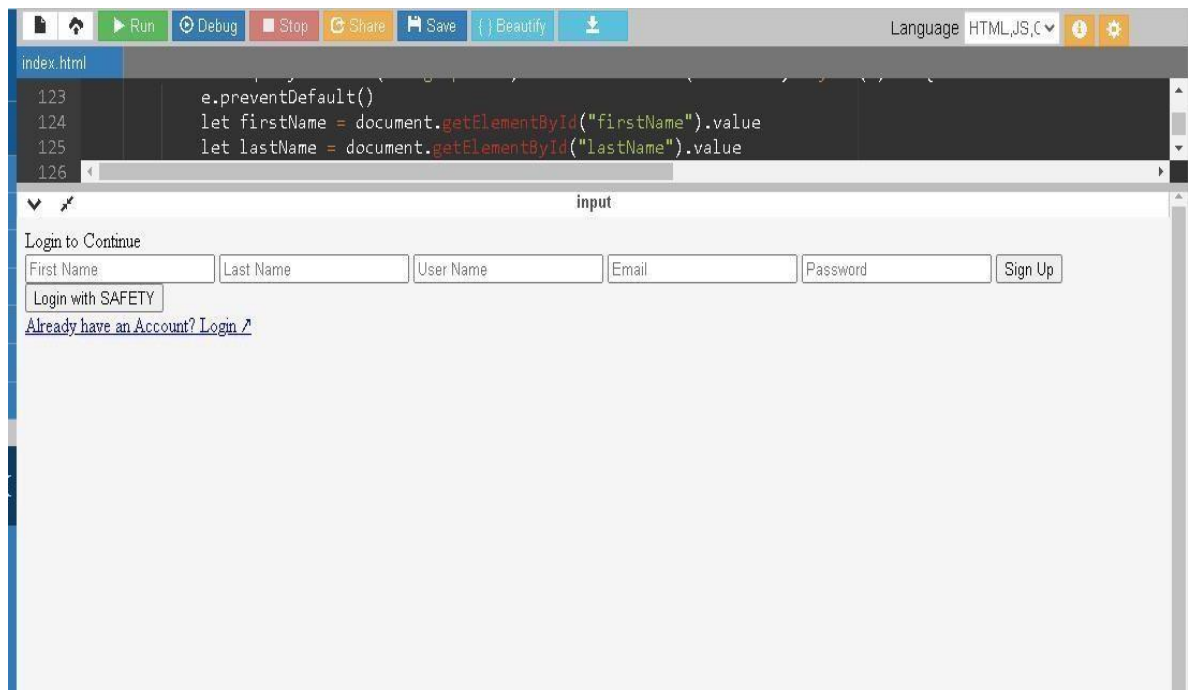 Run Debug Stop Share Save { } Beautify Language HTML,JS,C
index.html
123 e.preventDefault()
124 let firstName = document.getElementById("firstName").value
125 let lastName = document.getElementById("lastName").value
126
input
Login to Continue
First Name Last Name User Name Email Password Sign Up
Login with SAFETY
Already have an Account? Login ↗